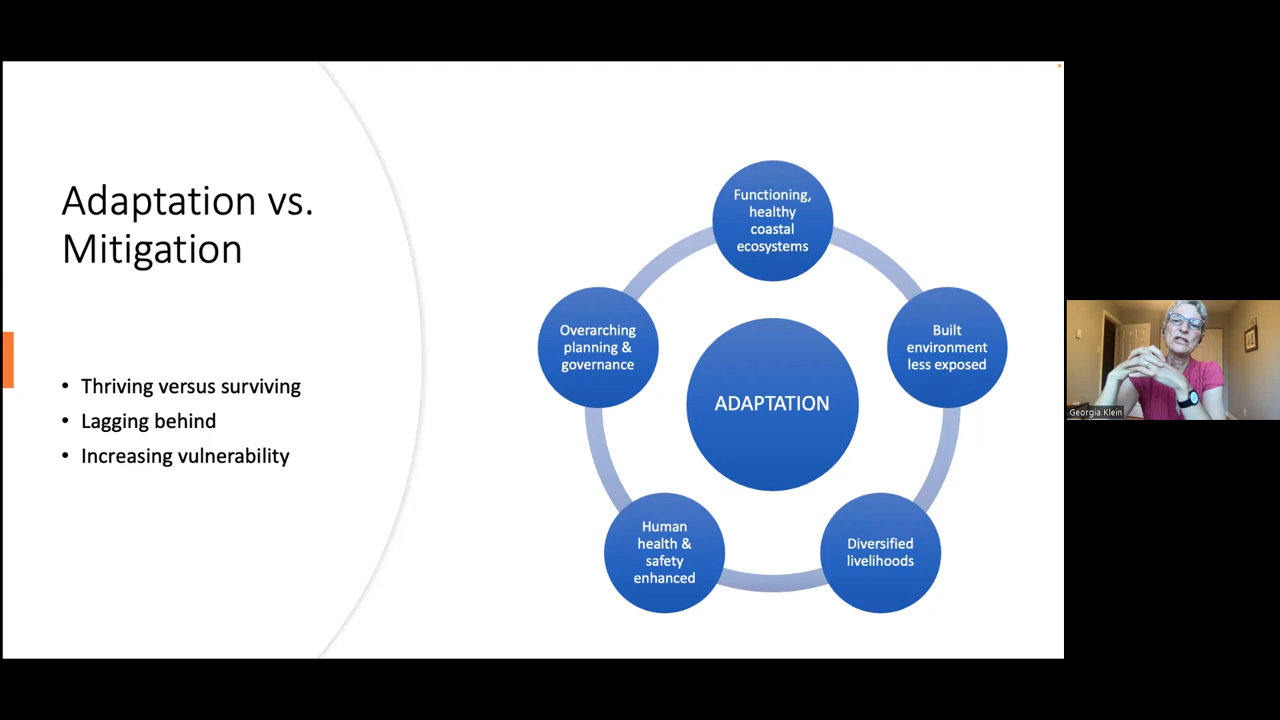 Adaptation vs.
Mitigation
• Thriving versus surviving
• Lagging behind
• Increasing vulnerability
Functioning,
healthy
coastal
ecosystems
Built
environment
less exposed
Diversified
livelihoods
Human
health &
safety
enhanced
Overarching
planning &
governance
ADAPTATION
Georgia Klein